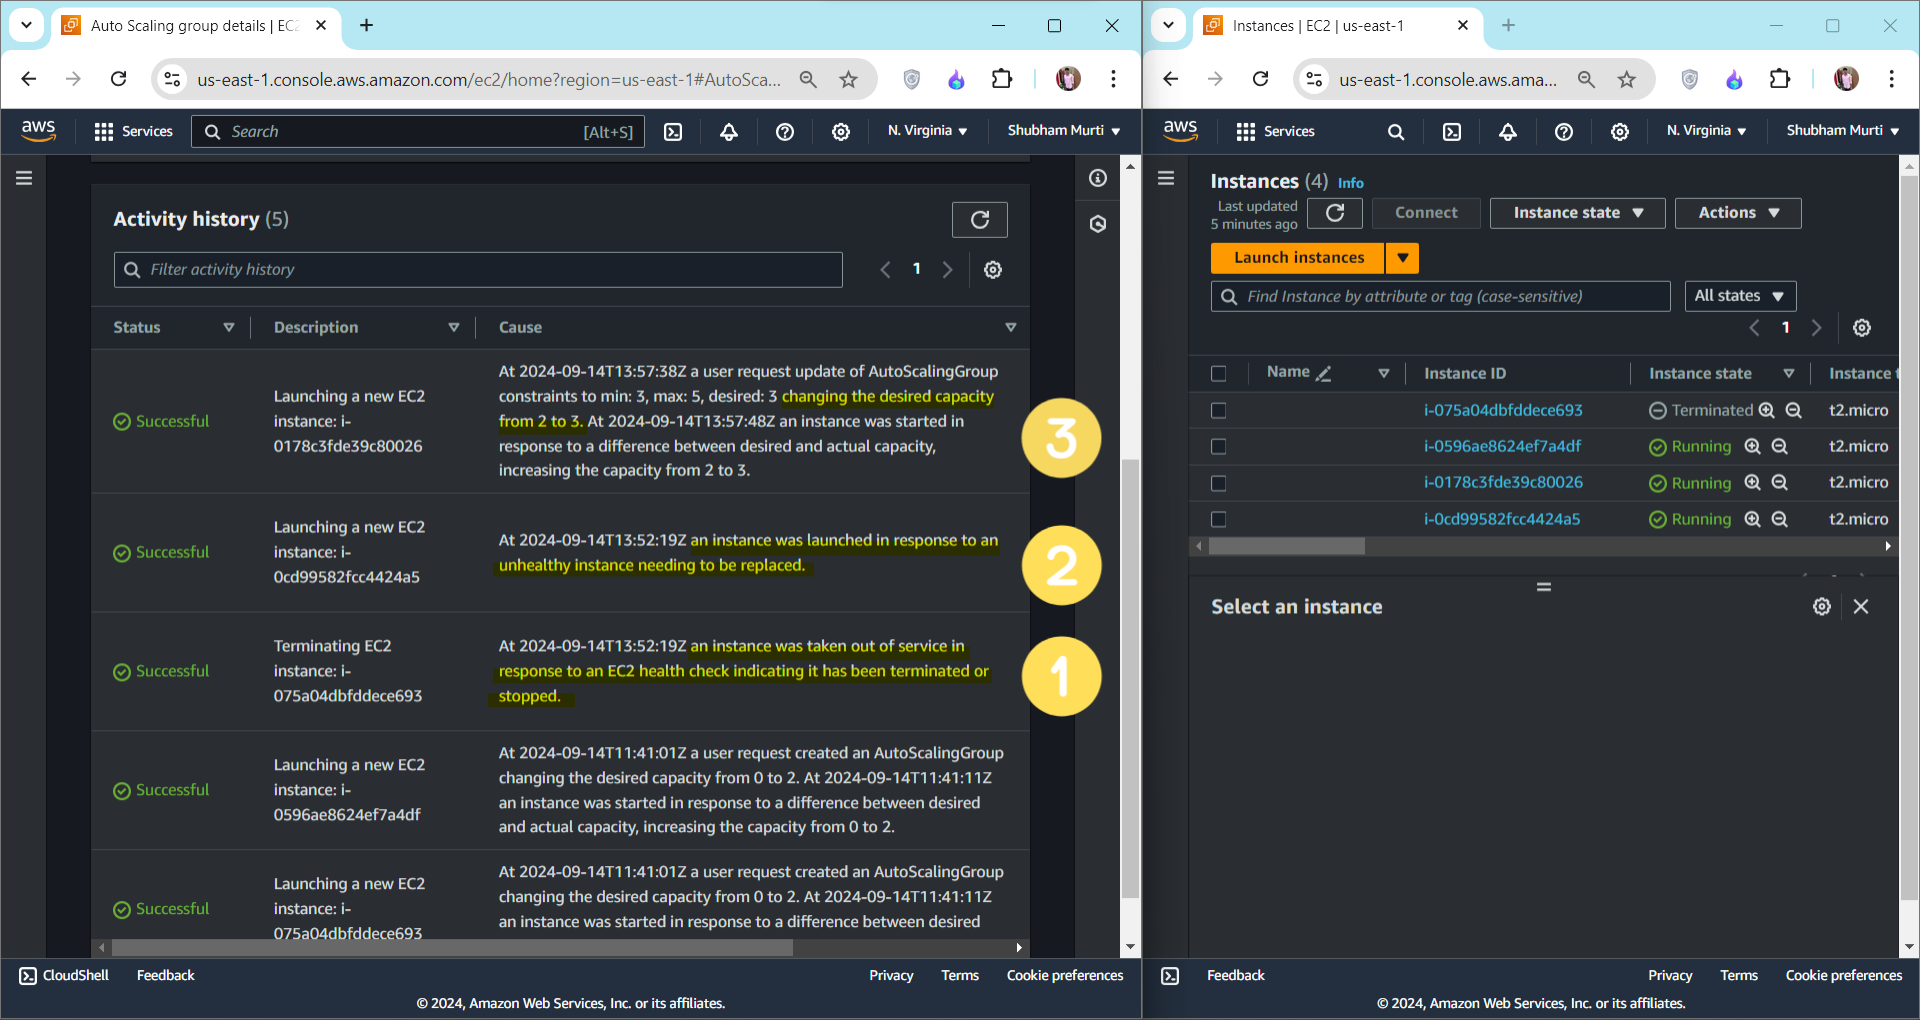 Auto Scaling group details | EC2
us-east-1.console.aws.amazon.com/ec2/home?region=us-east-1#AutoSca...
aws
Services
Search
[Alt+S]
N. Virginia
Shubham Murti
Activity history (5)
Filter activity history
1
Status
Description
Cause
Successful
Launching a new EC2
instance: i-
0178c3fde39c80026
At 2024-09-14T13:57:38Z a user request update of AutoScalingGroup
constraints to min: 3, max: 5, desired: 3 changing the desired capacity
from 2 to 3. At 2024-09-14T13:57:48Z an instance was started in
response to a difference between desired and actual capacity,
increasing the capacity from 2 to 3.
3
Successful
Launching a new EC2
instance: i-
0cd99582fcc4424a5
At 2024-09-14T13:52:19Z an instance was launched in response to an
unhealthy instance needing to be replaced.
2
Successful
Terminating EC2
instance: i-
075a04dbfddece693
At 2024-09-14T13:52:19Z an instance was taken out of service in
response to an EC2 health check indicating it has been terminated or
stopped.
1
Successful
Launching a new EC2
instance: i-
0596ae8624ef7a4df
At 2024-09-14T11:41:01Z a user request created an AutoScalingGroup
changing the desired capacity from 0 to 2. At 2024-09-14T11:41:11Z
an instance was started in response to a difference between desired
and actual capacity, increasing the capacity from 0 to 2.
Successful
Launching a new EC2
instance: i-
075a04dbfddece693
At 2024-09-14T11:41:01Z a user request created an AutoScalingGroup
changing the desired capacity from 0 to 2. At 2024-09-14T11:41:11Z
an instance was started in response to a difference between desired
CloudShell
Feedback
Privacy
Terms
Cookie preferences
© 2024, Amazon Web Services, Inc. or its affiliates.
Instances | EC2 | us-east-1
us-east-1.console.aws.ama...
aws
Services
N. Virginia
Shubham Murti
Instances (4) Info
Last updated
5 minutes ago
Connect
Instance state
Actions
Launch instances
Find Instance by attribute or tag (case-sensitive)
All states
1
Name
Instance ID
Instance state
Instance t
i-075a04dbfddece693
Terminated
t2.micro
i-0596ae8624ef7a4df
Running
t2.micro
i-0178c3fde39c80026
Running
t2.micro
i-0cd99582fcc4424a5
Running
t2.micro
Select an instance
Feedback
Privacy
Terms
Cookie preferences
© 2024, Amazon Web Services, Inc. or its affiliates.